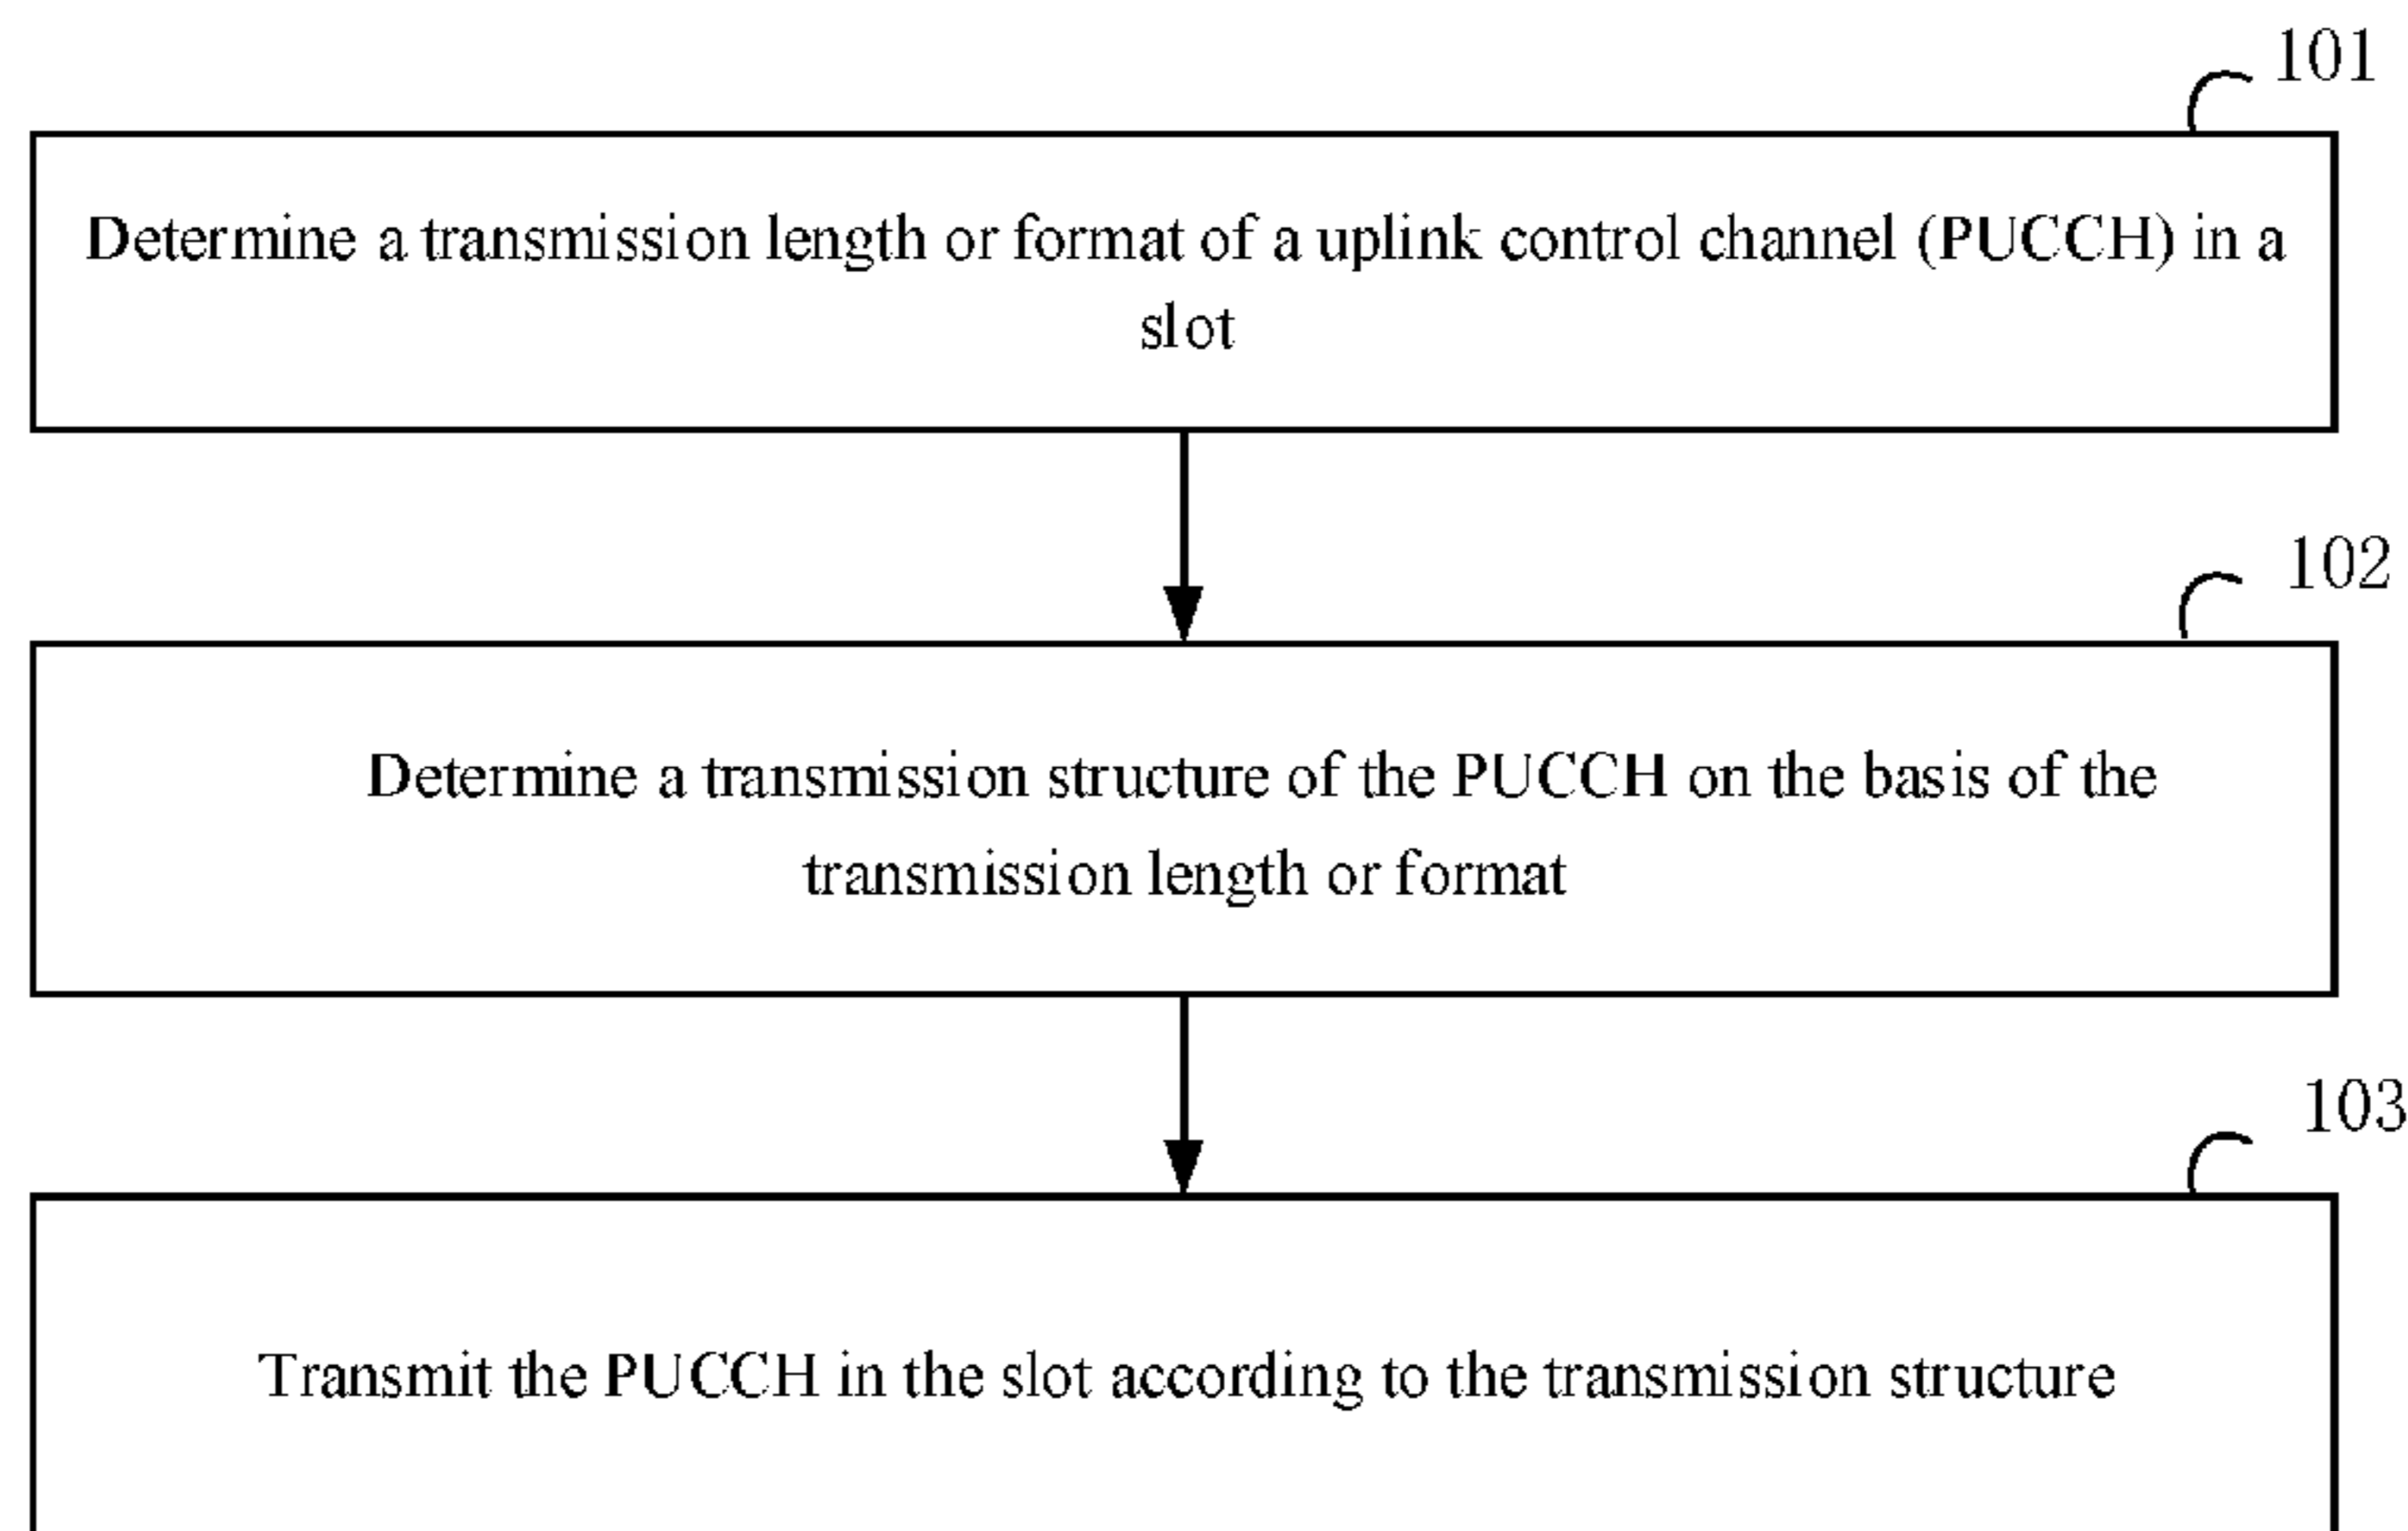 101
Determine a transmission length or format of a uplink control channel (PUCCH) in a
slot
102
Determine a transmission structure of the PUCCH on the basis of the
transmission length or format
103
Transmit the PUCCH in the slot according to the transmission structure